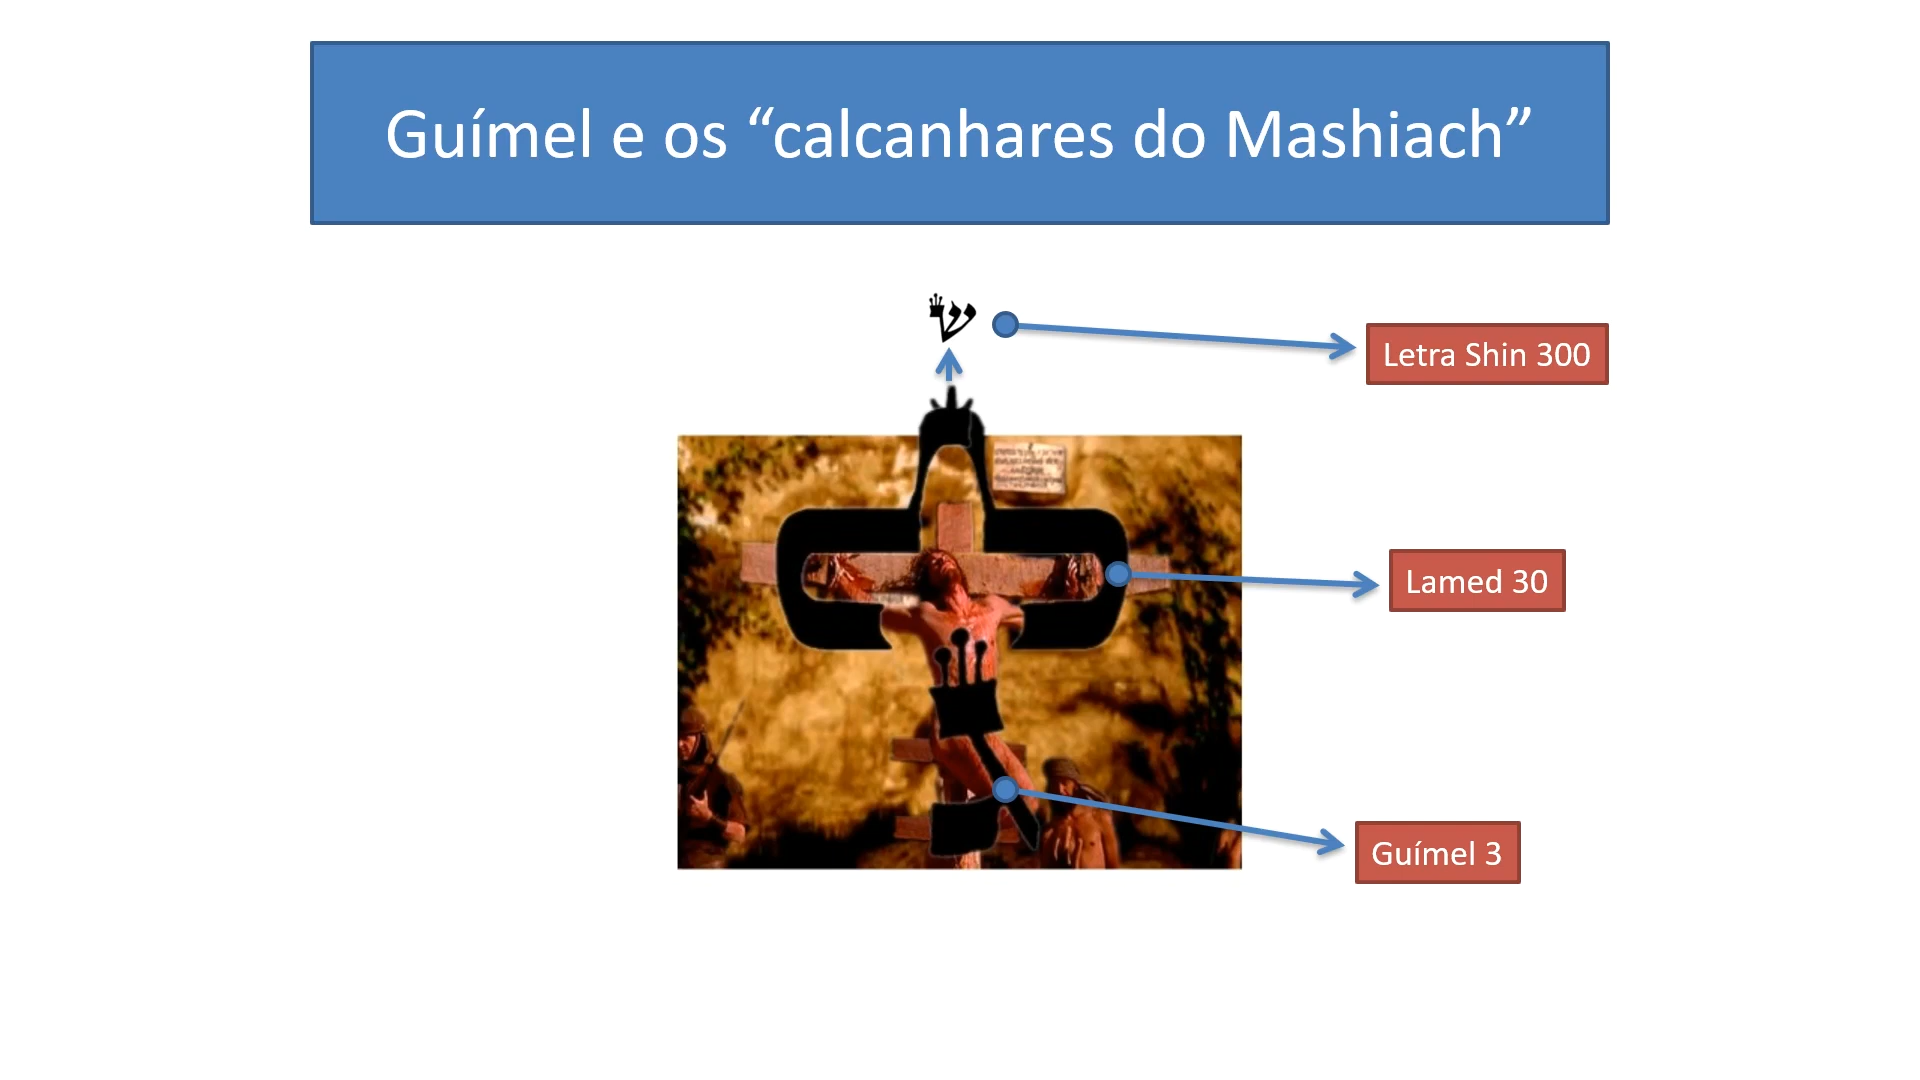 Guímel e os “calcanhares do Mashiach”
ש
Letra Shin 300
Lamed 30
Guímel 3